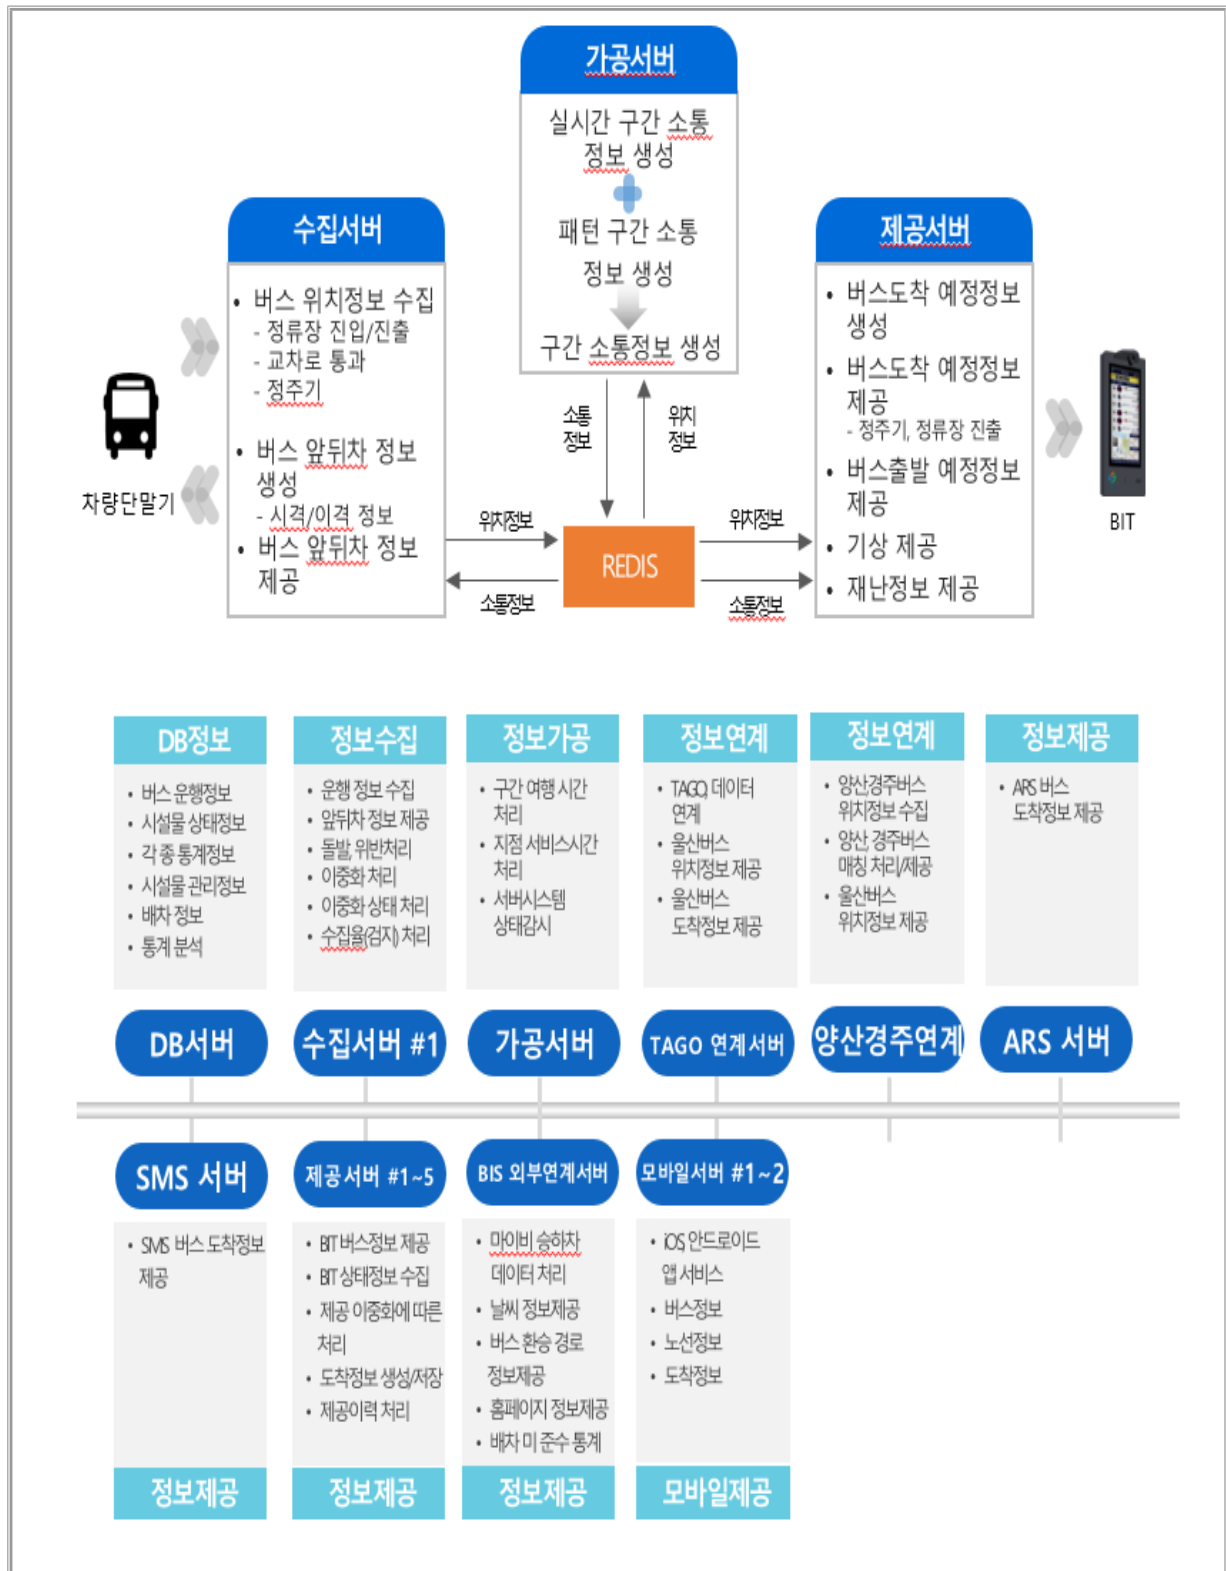 가공서버
실시간 구간 소통
정보 생성
패턴 구간 소통
정보 생성
구간 소통정보 생성
수집서버
• 버스 위치정보 수집
- 정류장 진입/진출
- 교차로 통과
- 정주기
• 버스 앞뒤차 정보
생성
- 시격/이격 정보
• 버스 앞뒤차 정보
제공
차량단말기
제공서버
• 버스도착 예정정보
생성
• 버스도착 예정정보
제공
- 정주기, 정류장 진출
• 버스출발 예정정보
제공
• 기상 제공
• 재난정보 제공
BIT
소통
정보
위치
정보
위치정보
소통정보
REDIS
위치정보
소통정보
DB정보
• 버스 운행정보
• 시설물 상태정보
• 각 종 통계정보
• 시설물 관리정보
• 배차 정보
• 통계 분석
DB서버
정보수집
• 운행 정보 수집
• 앞뒤차 정보 제공
• 돌발, 위반처리
• 이중화 처리
• 이중화 상태 처리
• 수집율(검지) 처리
수집서버 #1
정보가공
• 구간 여행 시간
처리
• 지점 서비스시간
처리
• 서버시스템
상태감시
가공서버
정보연계
• TAGO, 데이터
연계
• 울산버스
위치정보 제공
• 울산버스
도착정보 제공
TAGO 연계서버
정보연계
• 양산경주버스
위치정보 수집
• 양산, 경주버스
매칭 처리/제공
• 울산버스
위치정보 제공
양산경주연계
정보제공
• ARS 버스
도착정보 제공
ARS 서버
SMS 서버
• SMS 버스 도착정보
제공
정보제공
제공서버 #1~5
• BIT 버스정보 제공
• BIT 상태정보 수집
• 제공 이중화에 따른
처리
• 도착정보 생성/저장
• 제공이력 처리
정보제공
BIS 외부연계서버
• 마이비 승하차
데이터 처리
• 날씨 정보제공
• 버스 환승 경로
정보제공
• 홈페이지 정보제공
• 배차 미 준수 통계
정보제공
모바일서버 #1~2
• iOS, 안드로이드
앱 서비스
• 버스정보
• 노선정보
• 도착정보
모바일제공